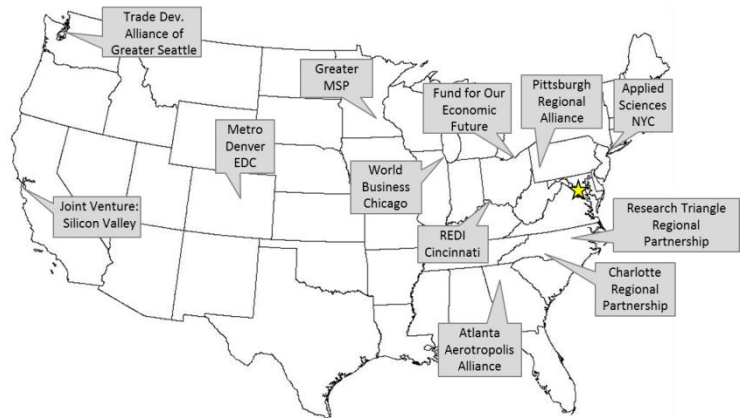 Trade Dev.
Alliance of
Greater Seattle
Greater
MSP
Fund for Our
Economic
Future
Pittsburgh
Regional
Alliance
Applied
Sciences
NYC
Metro
Denver
EDC
World
Business
Chicago
Joint Venture:
Silicon Valley
REDI
Cincinnati
Research Triangle
Regional
Partnership
Charlotte
Regional
Partnership
Atlanta
Aerotropolis
Alliance